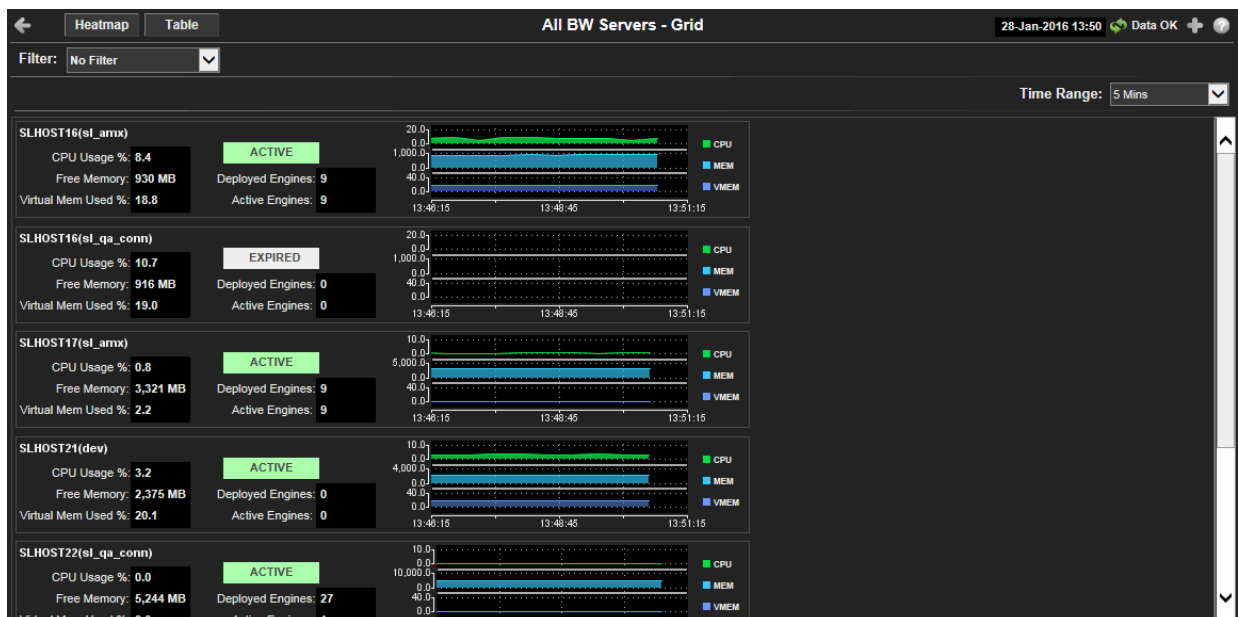 Heatmap Table All BW Servers - Grid 28-Jan-2016 13:50 Data OK
Filter: No Filter
Time Range: 5 Mins
SLHOST16(sl_amx)
CPU Usage %: 8.4
Free Memory: 930 MB
Virtual Mem Used %: 18.8
ACTIVE
Deployed Engines: 9
Active Engines: 9
20.0
0.0
1,000.0
0.0
40.0
0.0
13:46:15 13:48:45 13:51:15
CPU
MEM
VMEM
SLHOST16(sl_qa_conn)
CPU Usage %: 10.7
Free Memory: 916 MB
Virtual Mem Used %: 19.0
EXPIRED
Deployed Engines: 0
Active Engines: 0
20.0
0.0
1,000.0
0.0
40.0
0.0
13:46:15 13:48:45 13:51:15
CPU
MEM
VMEM
SLHOST17(sl_amx)
CPU Usage %: 0.8
Free Memory: 3,321 MB
Virtual Mem Used %: 2.2
ACTIVE
Deployed Engines: 9
Active Engines: 9
10.0
0.0
5,000.0
0.0
40.0
0.0
13:46:15 13:48:45 13:51:15
CPU
MEM
VMEM
SLHOST21(dev)
CPU Usage %: 3.2
Free Memory: 2,375 MB
Virtual Mem Used %: 20.1
ACTIVE
Deployed Engines: 0
Active Engines: 0
10.0
0.0
4,000.0
0.0
40.0
0.0
13:46:15 13:48:45 13:51:15
CPU
MEM
VMEM
SLHOST22(sl_qa_conn)
CPU Usage %: 0.0
Free Memory: 5,244 MB
ACTIVE
Deployed Engines: 27
10.0
0.0
10,000.0
0.0
40.0
0.0
CPU
MEM
VMEM